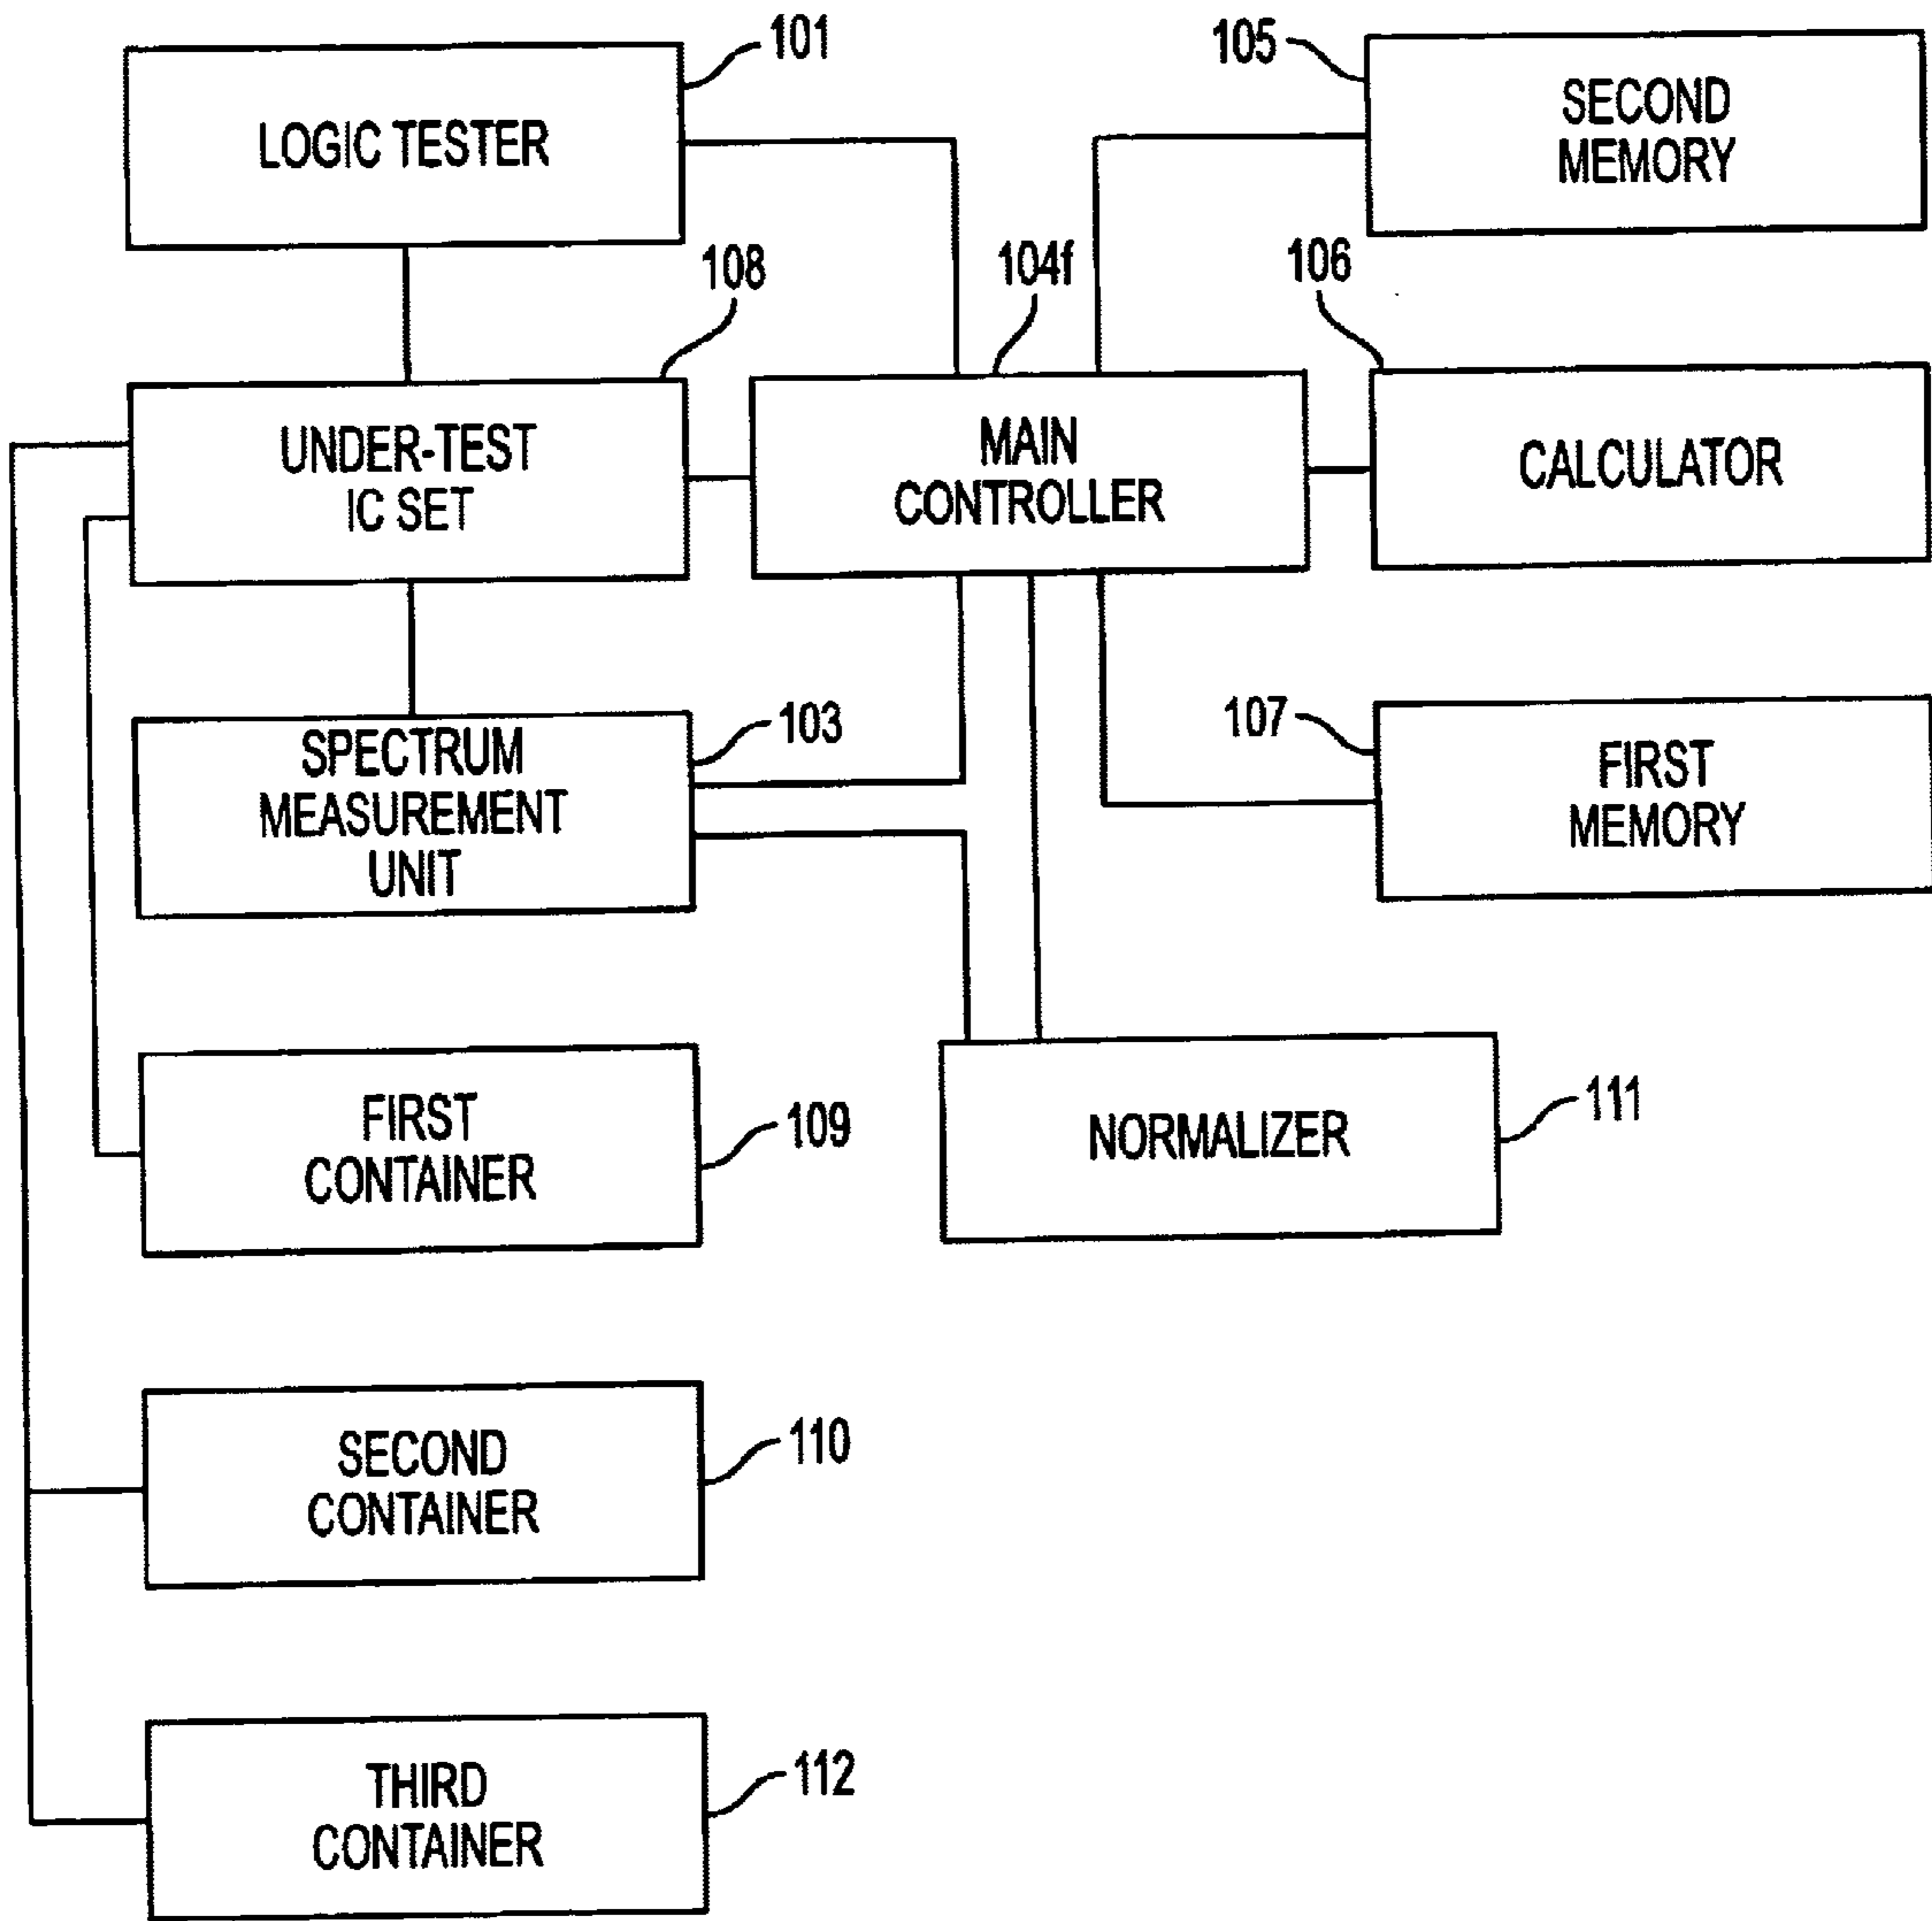 101
LOGIC TESTER
105
SECOND
MEMORY
108
UNDER-TEST
IC SET
104f
MAIN
CONTROLLER
106
CALCULATOR
103
SPECTRUM
MEASUREMENT
UNIT
107
FIRST
MEMORY
FIRST
CONTAINER
109
NORMALIZER
111
SECOND
CONTAINER
110
THIRD
CONTAINER
112